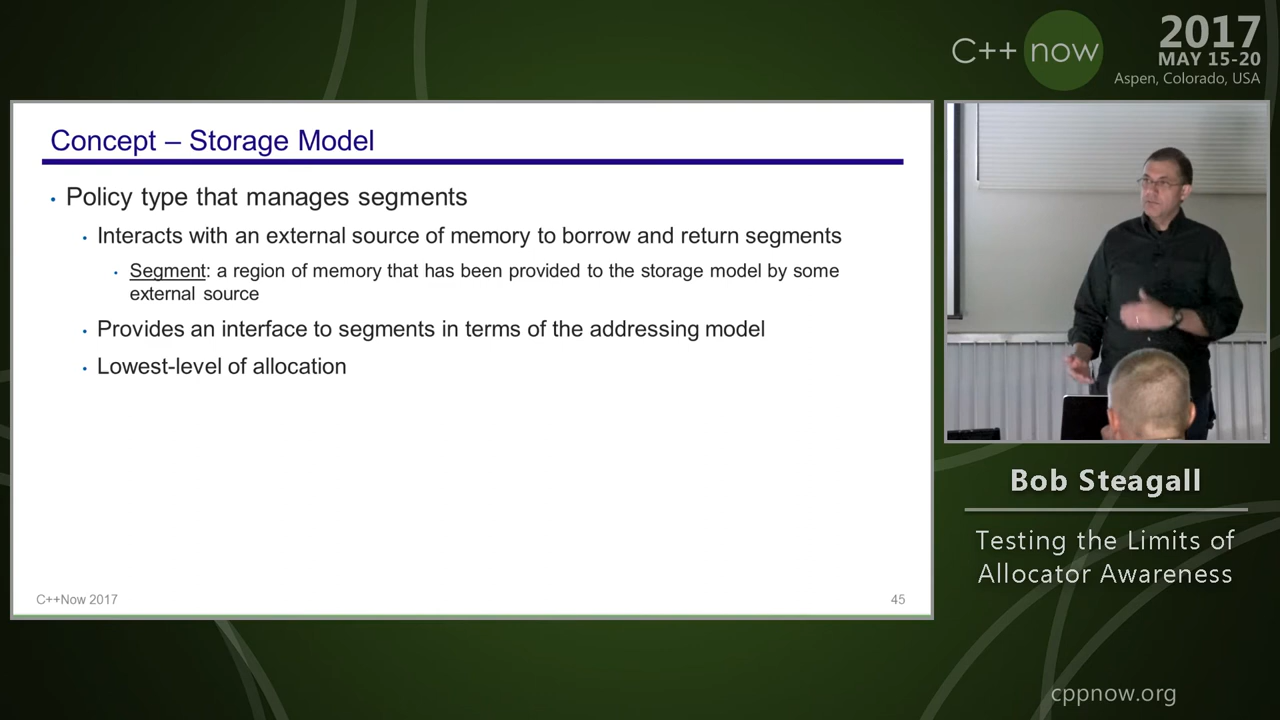 C++ now
2017
MAY 15-20
Aspen, Colorado, USA
Concept – Storage Model
• Policy type that manages segments
• Interacts with an external source of memory to borrow and return segments
• Segment: a region of memory that has been provided to the storage model by some
external source
• Provides an interface to segments in terms of the addressing model
• Lowest-level of allocation
C++Now 2017
45
Bob Steagall
Testing the Limits of
Allocator Awareness
cppnow.org